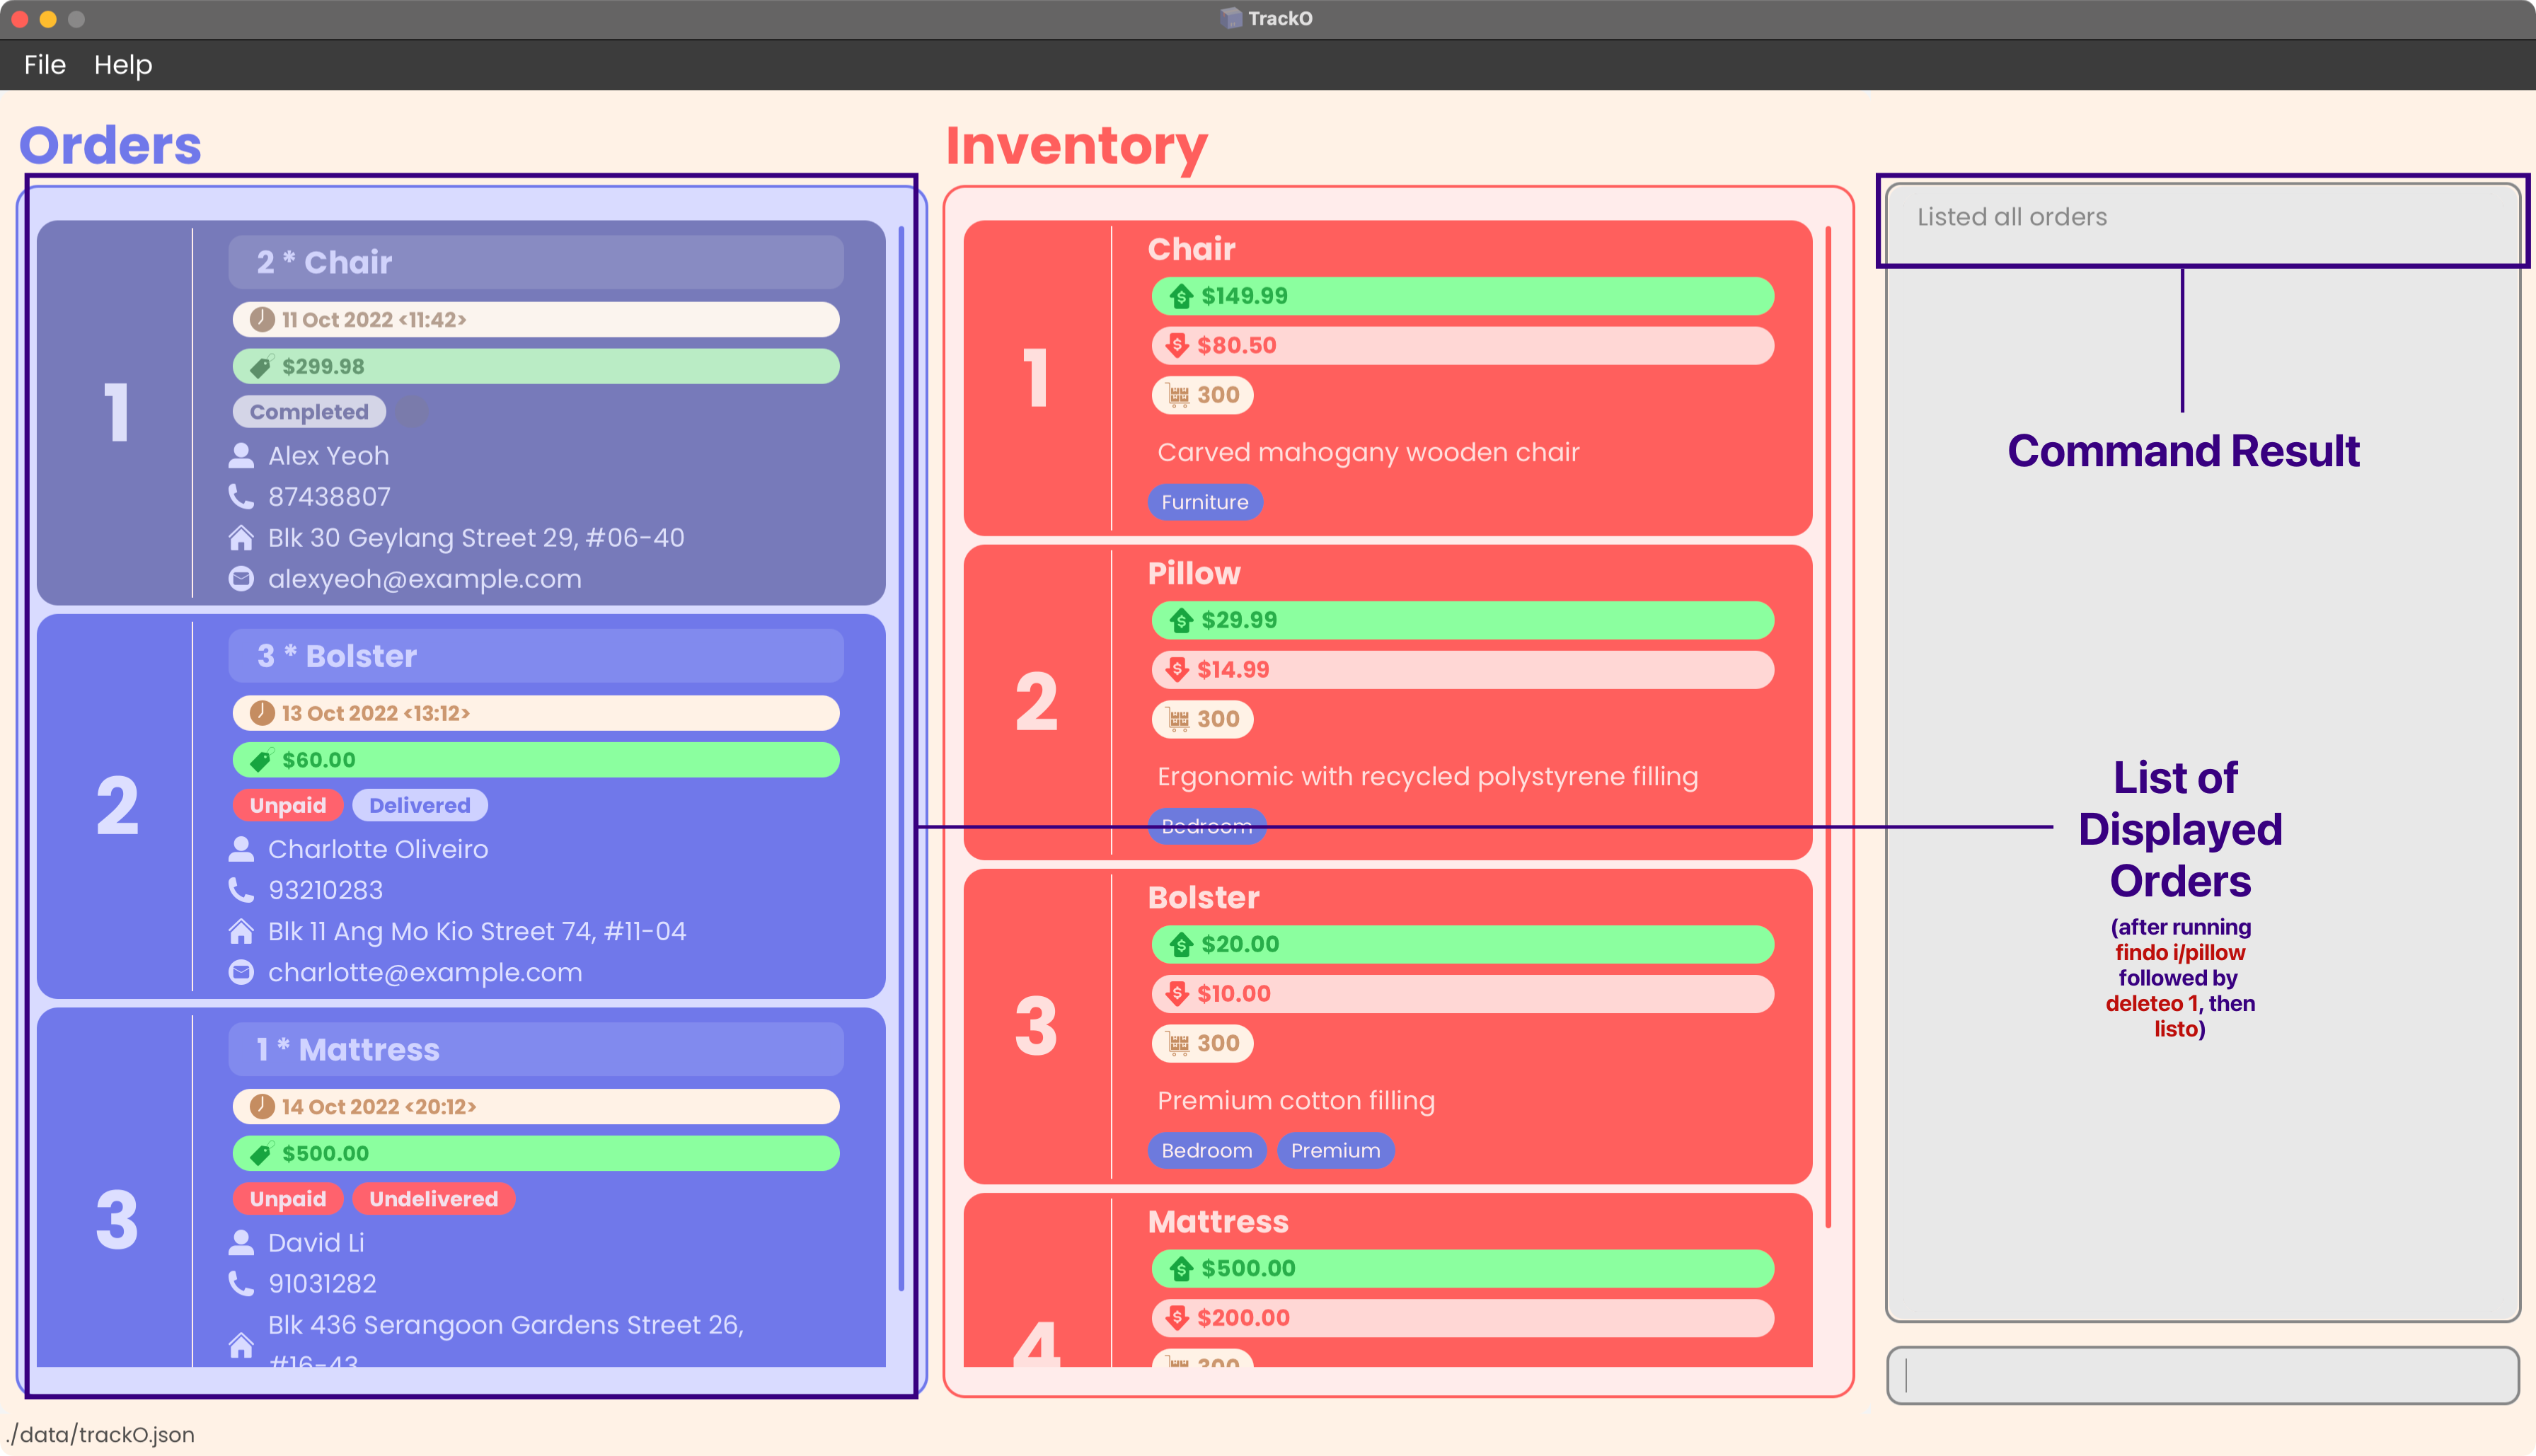 TrackO
File Help
Orders
2 * Chair
11 Oct 2022 <11:42>
$299.98
Completed
1
Alex Yeoh
87438807
Blk 30 Geylang Street 29, #06-40
alexyeoh@example.com
3 * Bolster
13 Oct 2022 <13:12>
$60.00
Unpaid Delivered
2
Charlotte Oliveiro
93210283
Blk 11 Ang Mo Kio Street 74, #11-04
charlotte@example.com
1 * Mattress
14 Oct 2022 <20:12>
$500.00
Unpaid Undelivered
3
David Li
91031282
Blk 436 Serangoon Gardens Street 26,
#16-43
Inventory
Chair
$149.99
$80.50
1
300
Carved mahogany wooden chair
Furniture
Pillow
$29.99
$14.99
2
300
Ergonomic with recycled polystyrene filling
Bedroom
Bolster
$20.00
$10.00
3
300
Premium cotton filling
Bedroom Premium
Mattress
$500.00
$200.00
4
300
Listed all orders
Command Result
List of
Displayed
Orders
(after running
findo i/pillow
followed by
deleteo 1, then
listo)
./data/trackO.json